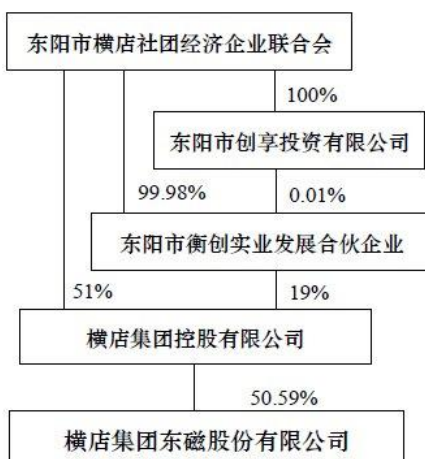 东阳市横店社团经济企业联合会
100%
东阳市创享投资有限公司
99.98%
0.01%
东阳市衡创实业发展合伙企业
51%
19%
横店集团控股有限公司
50.59%
横店集团东磁股份有限公司